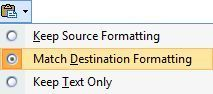 Keep Source Formatting
Match Destination Formatting
Keep Text Only